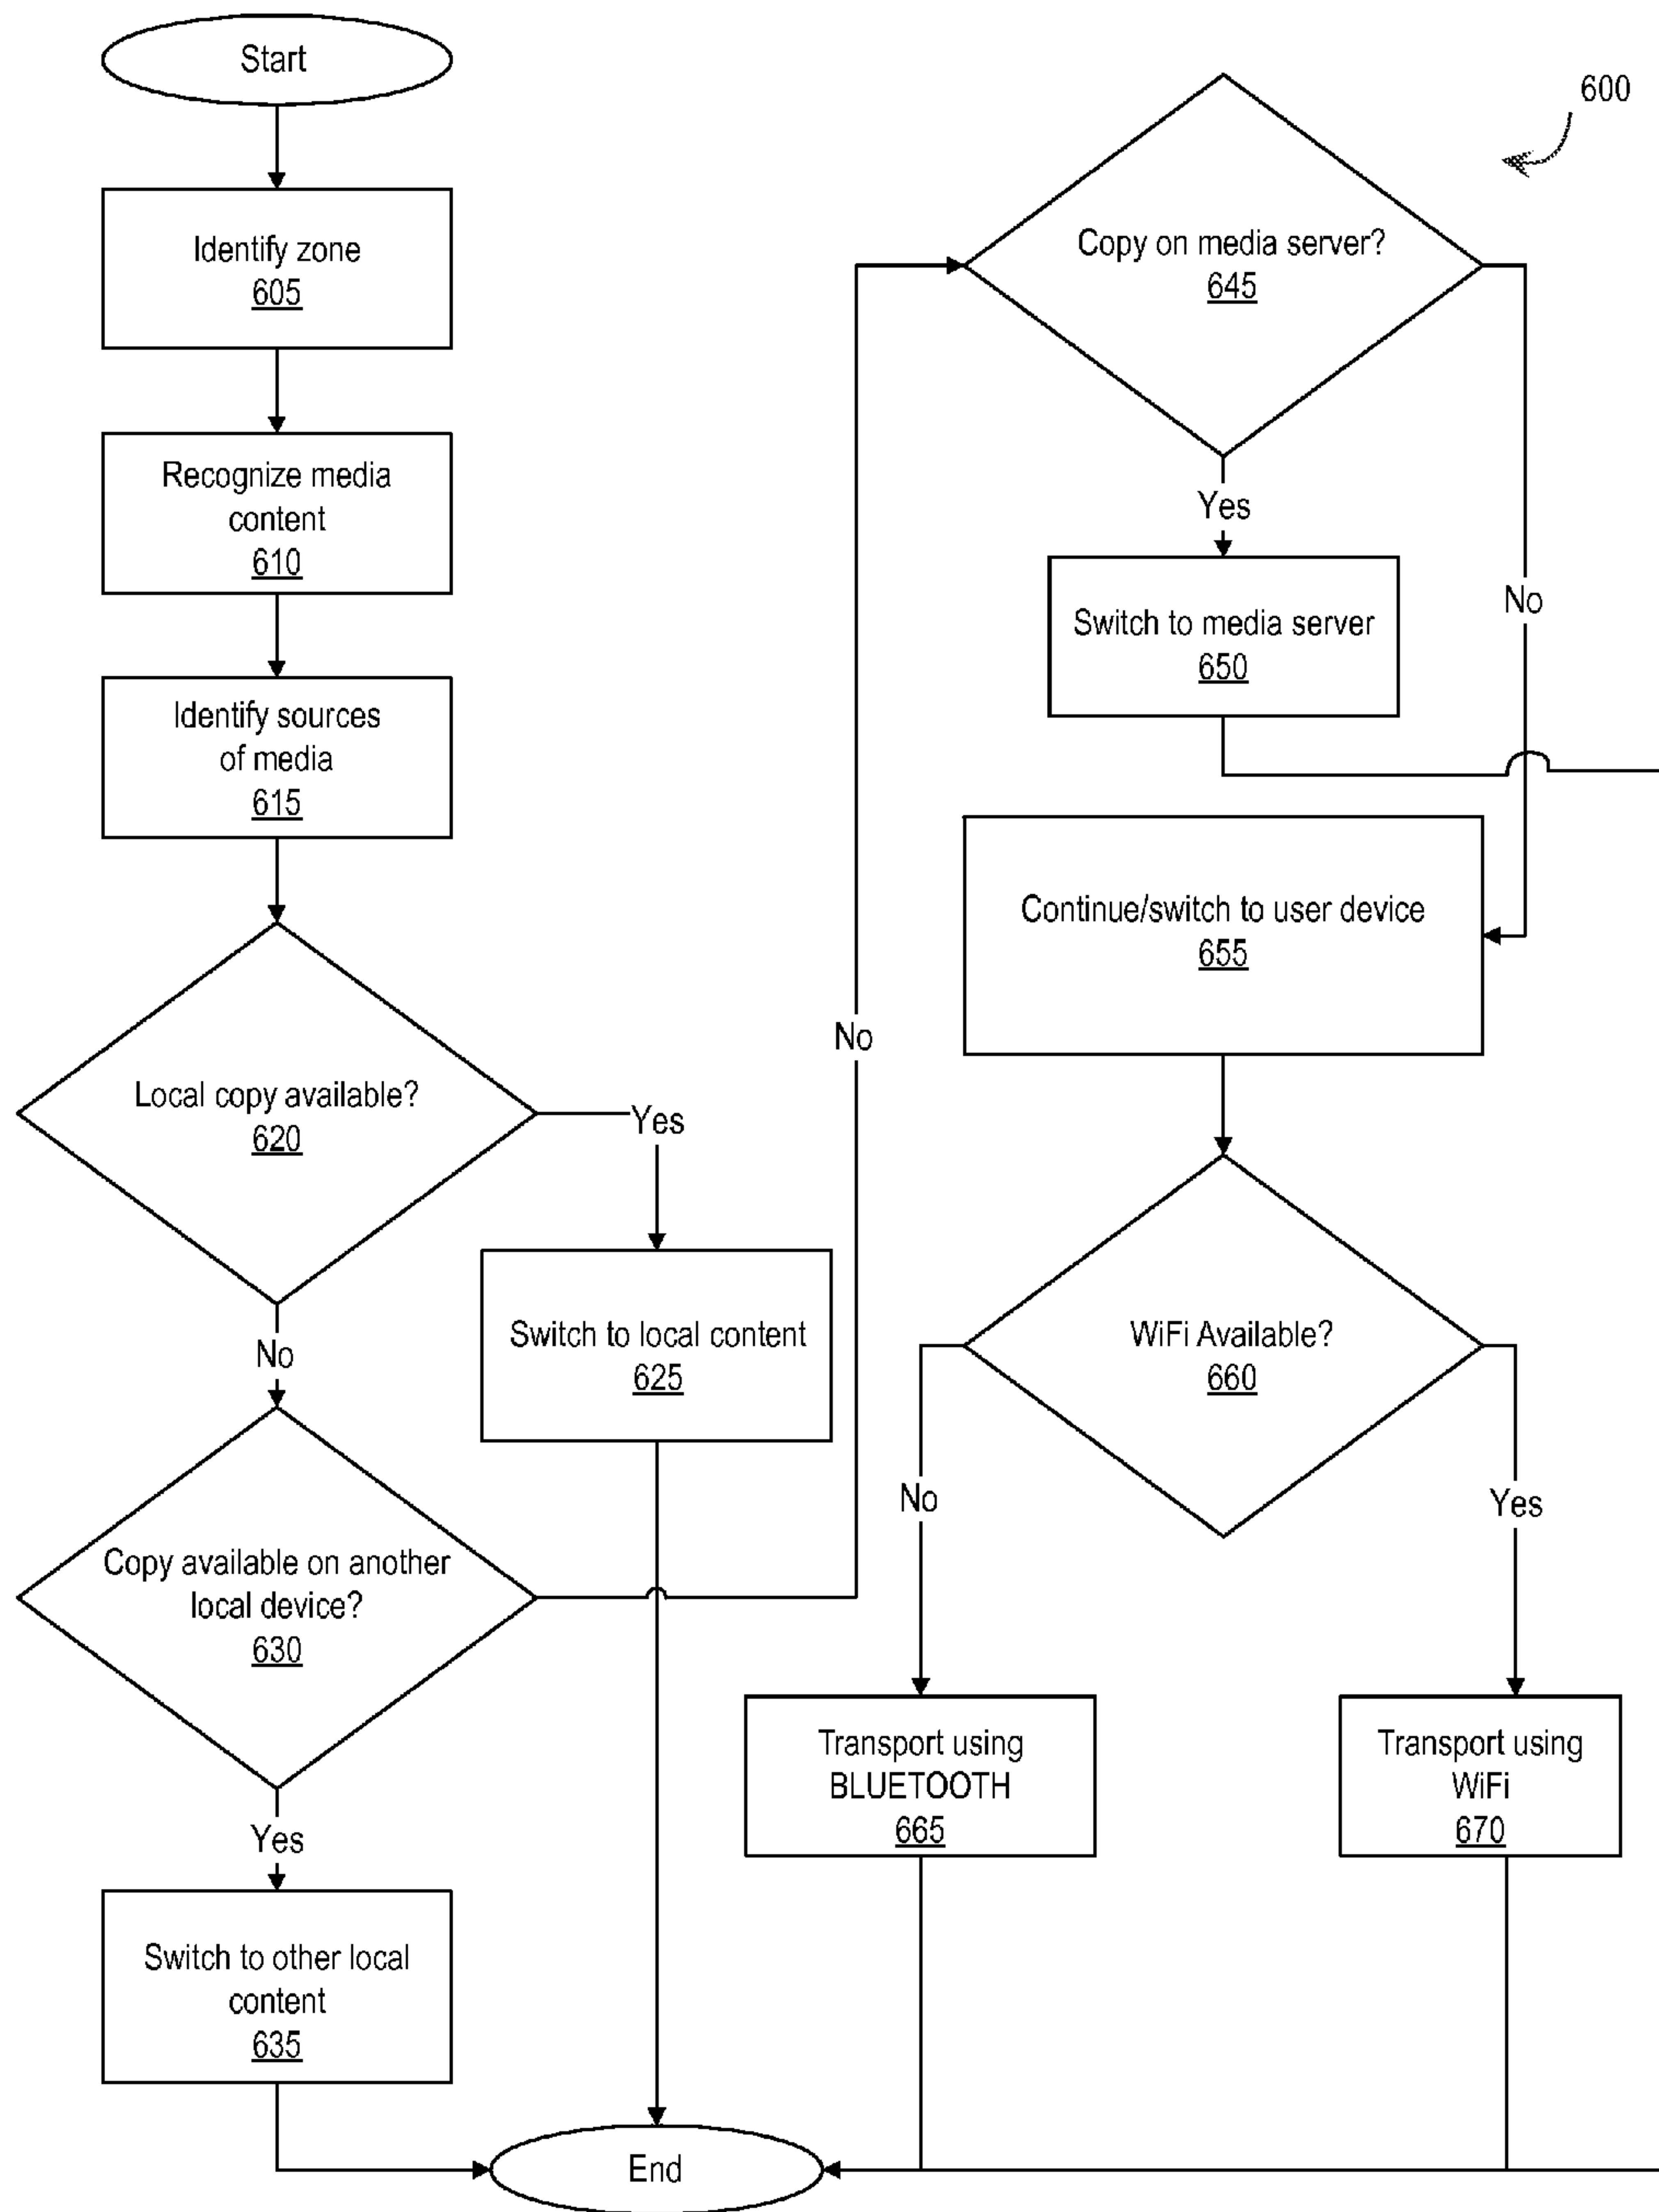 Start
Identify zone
605
Recognize media
content
610
Identify sources
of media
615
Local copy available?
620
Yes
No
Switch to local content
625
Copy available on another
local device?
630
No
Yes
Switch to other local
content
635
End
600
Copy on media server?
645
Yes
No
Switch to media server
650
Continue/switch to user device
655
WiFi Available?
660
No
Yes
Transport using
BLUETOOTH
665
Transport using
WiFi
670